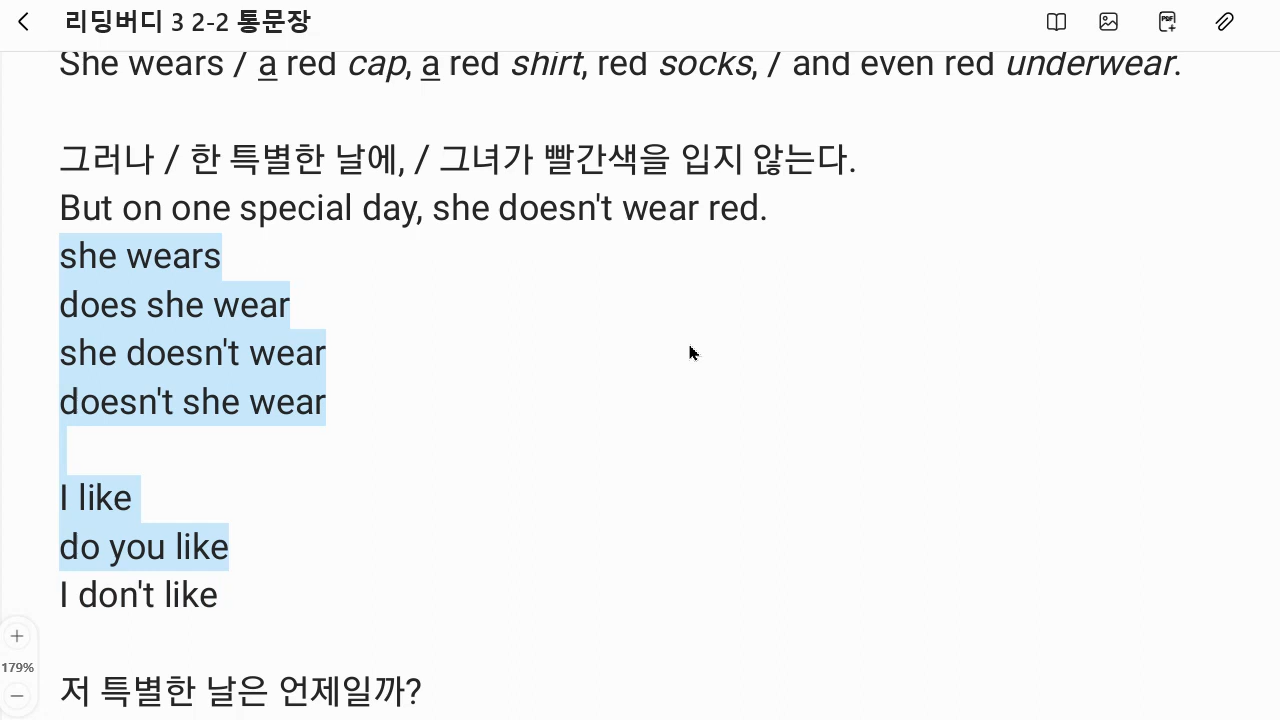 리딩버디 3 2-2 통문장
She wears / a red cap, a red shirt, red socks, / and even red underwear.
그러나 / 한 특별한 날에, / 그녀가 빨간색을 입지 않는다.
But on one special day, she doesn't wear red.
she wears
does she wear
she doesn't wear
doesn't she wear
I like
do you like
I don't like
179%
저 특별한 날은 언제일까?